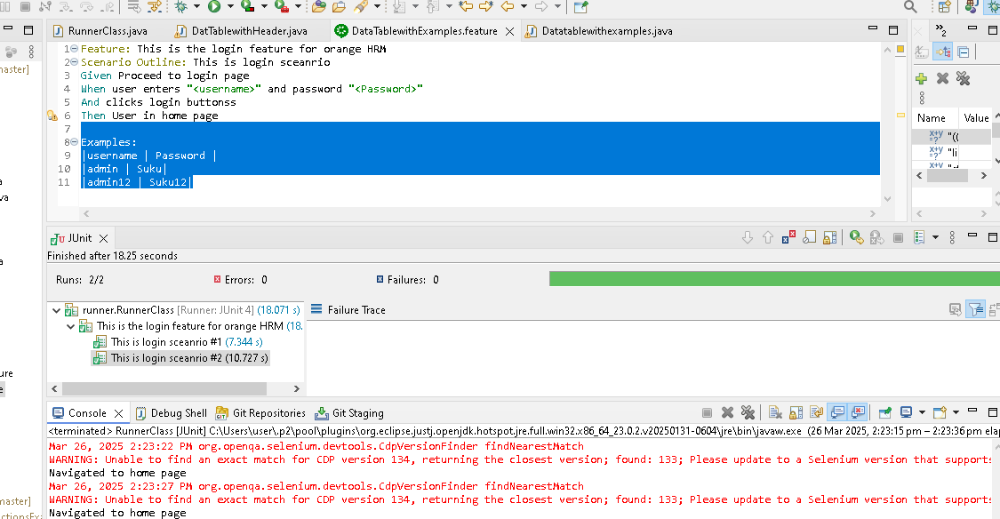 RunnerClass.java
DatTablewithHeader.java
DataTablewithExamples.feature
Datatablewithexamples.java
2
1 Feature: This is the login feature for orange HRM
2 Scenario Outline: This is login sceanrio
3 Given Proceed to login page
4 When user enters "<username>" and password "<Password>"
5 And clicks login buttonss
6 Then User in home page
7
8 Examples:
9 |username | Password |
10 |admin | Suku|
11 |admin12 | Suku12|
naster]
Name Value
"((
"li
va
JUnit
Finished after 18.25 seconds
Runs: 2/2 Errors: 0 Failures: 0
runner.RunnerClass [Runner: JUnit 4] (18.071 s)
Failure Trace
This is the login feature for orange HRM (18.
This is login sceanrio #1 (7.344 s)
This is login sceanrio #2 (10.727 s)
ure
Console Debug Shell Git Repositories Git Staging
<terminated> RunnerClass [JUnit] C:\Users\user\.p2\pool\plugins\org.eclipse.justj.openjdk.hotspot.jre.full.win32.x86_64_23.0.2.v20250131-0604\jre\bin\javaw.exe (26 Mar 2025, 2:23:15 pm – 2:23:36 pm elap
Mar 26, 2025 2:23:22 PM org.openqa.selenium.devtools.CdpVersionFinder findNearestMatch
WARNING: Unable to find an exact match for CDP version 134, returning the closest version; found: 133; Please update to a Selenium version that supports
Navigated to home page
Mar 26, 2025 2:23:27 PM org.openqa.selenium.devtools.CdpVersionFinder findNearestMatch
WARNING: Unable to find an exact match for CDP version 134, returning the closest version; found: 133; Please update to a Selenium version that supports
Navigated to home page
naster]
ctionsExa